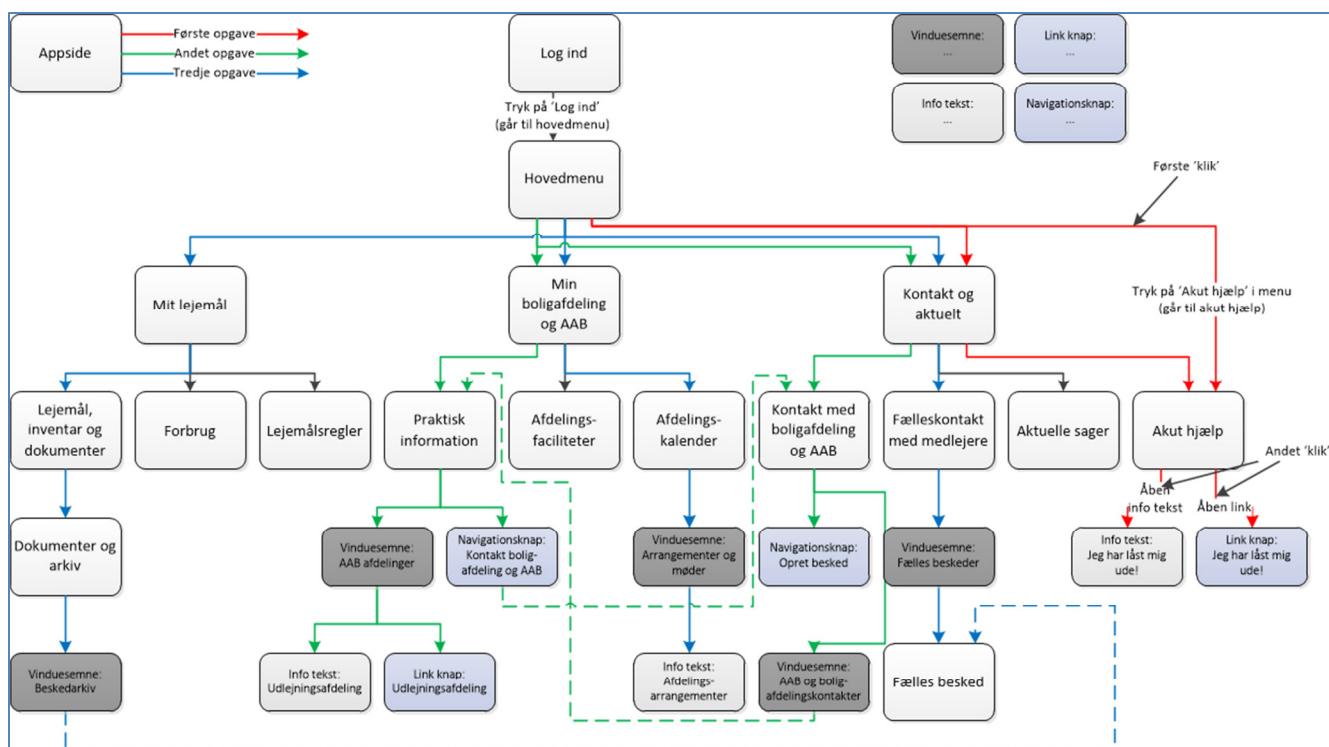 Appside
Første opgave
Andet opgave
Tredje opgave
Log ind
Vinduesemne:
...
Link knap:
...
Info tekst:
...
Navigationsknap:
...
Tryk på ‘Log ind’
(går til hovedmenu)
Hovedmenu
Første ‘klik’
Mit lejemål
Min
boligafdeling
og AAB
Kontakt og
aktuelt
Tryk på ‘Akut hjælp’ i menu
(går til akut hjælp)
Lejemål,
inventar og
dokumenter
Forbrug
Lejemålsregler
Praktisk
information
Afdelings-
faciliteter
Afdelings-
kalender
Kontakt med
boligafdeling
og AAB
Fælleskontakt
med medlejere
Aktuelle sager
Akut hjælp
Andet ‘klik’
Åben
info tekst
Åben link
Dokumenter og
arkiv
Vinduesemne:
AAB afdelinger
Navigationsknap:
Kontakt bolig-
afdeling og AAB
Vinduesemne:
Arrangementer og
møder
Navigationsknap:
Opret besked
Vinduesemne:
Fælles beskeder
Info tekst:
Jeg har låst mig
ude!
Link knap:
Jeg har låst mig
ude!
Vinduesemne:
Beskedarkiv
Info tekst:
Udlejningsafdeling
Link knap:
Udlejningsafdeling
Info tekst:
Afdelings-
arrangementer
Vinduesemne:
AAB og bolig-
afdelingskontakter
Fælles besked